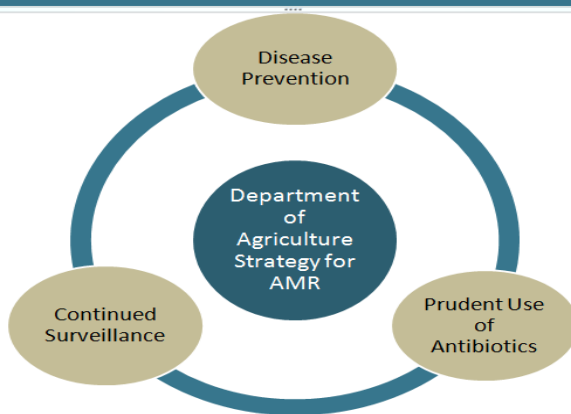 Disease
Prevention
Department
of
Agriculture
Strategy for
AMR
Continued
Surveillance
Prudent Use
of
Antibiotics